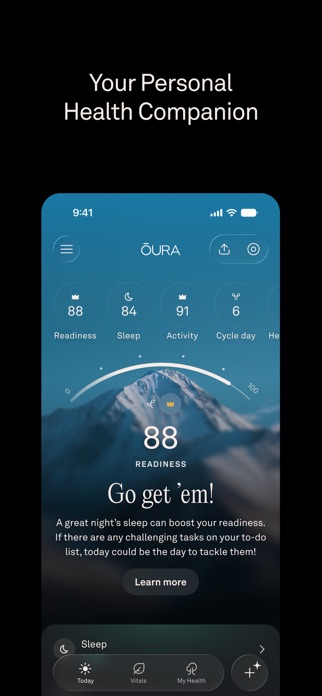 Your Personal
Health Companion
9:41
ŌURA
88
84
91
6
Readiness
Sleep
Activity
Cycle day
He
0
100
88
READINESS
Go get ’em!
A great night’s sleep can boost your readiness.
If there are any challenging tasks on your to-do
list, today could be the day to tackle them!
Learn more
Sleep
Today
Vitals
My Health